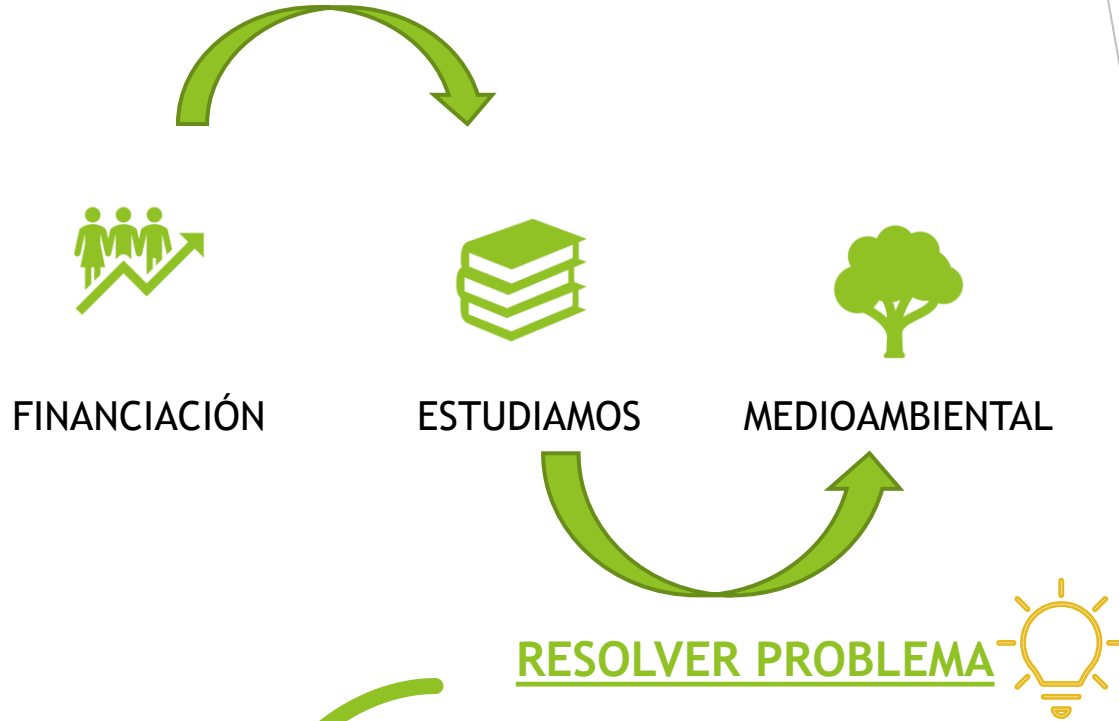 FINANCIACIÓN
ESTUDIAMOS
MEDIOAMBIENTAL
RESOLVER PROBLEMA